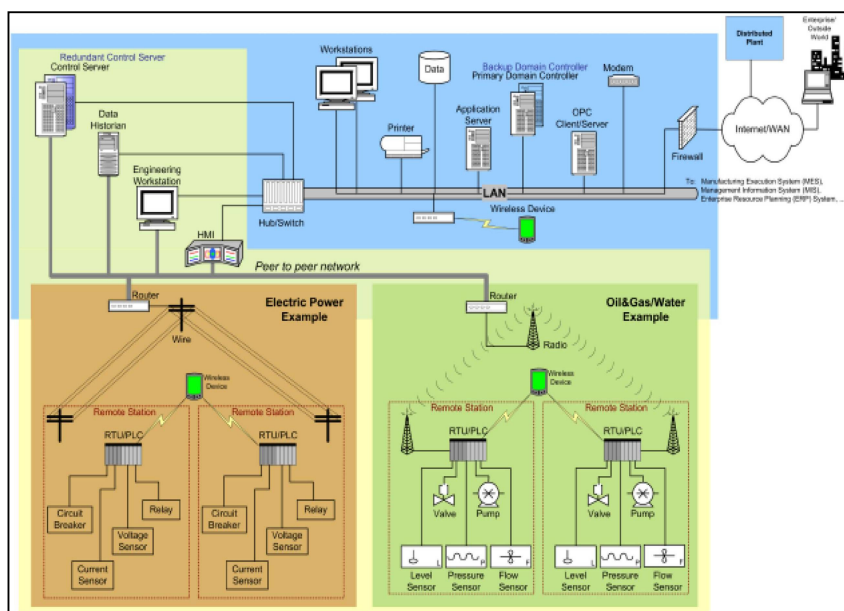 Enterprise/
Outside
World
Distributed
Plant
Redundant Control Server
Control Server
Workstations
Data
Backup Domain Controller
Primary Domain Controller
Modem
Data
Historian
Printer
Application
Server
OPC
Client/Server
Internet/WAN
Firewall
Engineering
Workstation
LAN
To: Manufacturing Execution System (MES),
Management Information System (MIS),
Enterprise Resource Planning (ERP) System, ...
Hub/Switch
Wireless Device
HMI
Peer to peer network
Router
Electric Power
Example
Wire
Wireless
Device
Remote Station
Remote Station
RTU/PLC
RTU/PLC
Circuit
Breaker
Relay
Voltage
Sensor
Current
Sensor
Circuit
Breaker
Relay
Voltage
Sensor
Current
Sensor
Router
Oil&Gas/Water
Example
Radio
Wireless
Device
Remote Station
Remote Station
RTU/PLC
RTU/PLC
Valve
Pump
Valve
Pump
L
P
F
L
P
F
Level
Sensor
Pressure
Sensor
Flow
Sensor
Level
Sensor
Pressure
Sensor
Flow
Sensor